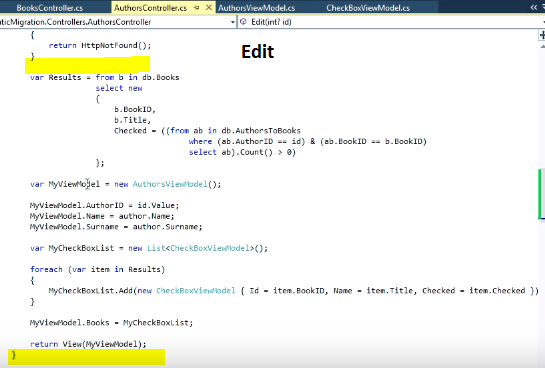 BooksController.cs AuthorsController.cs AuthorsViewModel.cs CheckBoxViewModel.cs
aticMigration.Controllers.AuthorsController Edit(int? id)
Edit
{
return HttpNotFound();
}
var Results = from b in db.Books
select new
{
b.BookID,
b.Title,
Checked = ((from ab in db.AuthorsToBooks
where (ab.AuthorID == id) & (ab.BookID == b.BookID)
select ab).Count() > 0)
};
var MyViewModel = new AuthorsViewModel();
MyViewModel.AuthorID = id.Value;
MyViewModel.Name = author.Name;
MyViewModel.Surname = author.Surname;
var MyCheckBoxList = new List<CheckBoxViewModel>();
foreach (var item in Results)
{
MyCheckBoxList.Add(new CheckBoxViewModel { Id = item.BookID, Name = item.Title, Checked = item.Checked })
}
MyViewModel.Books = MyCheckBoxList;
return View(MyViewModel);
}